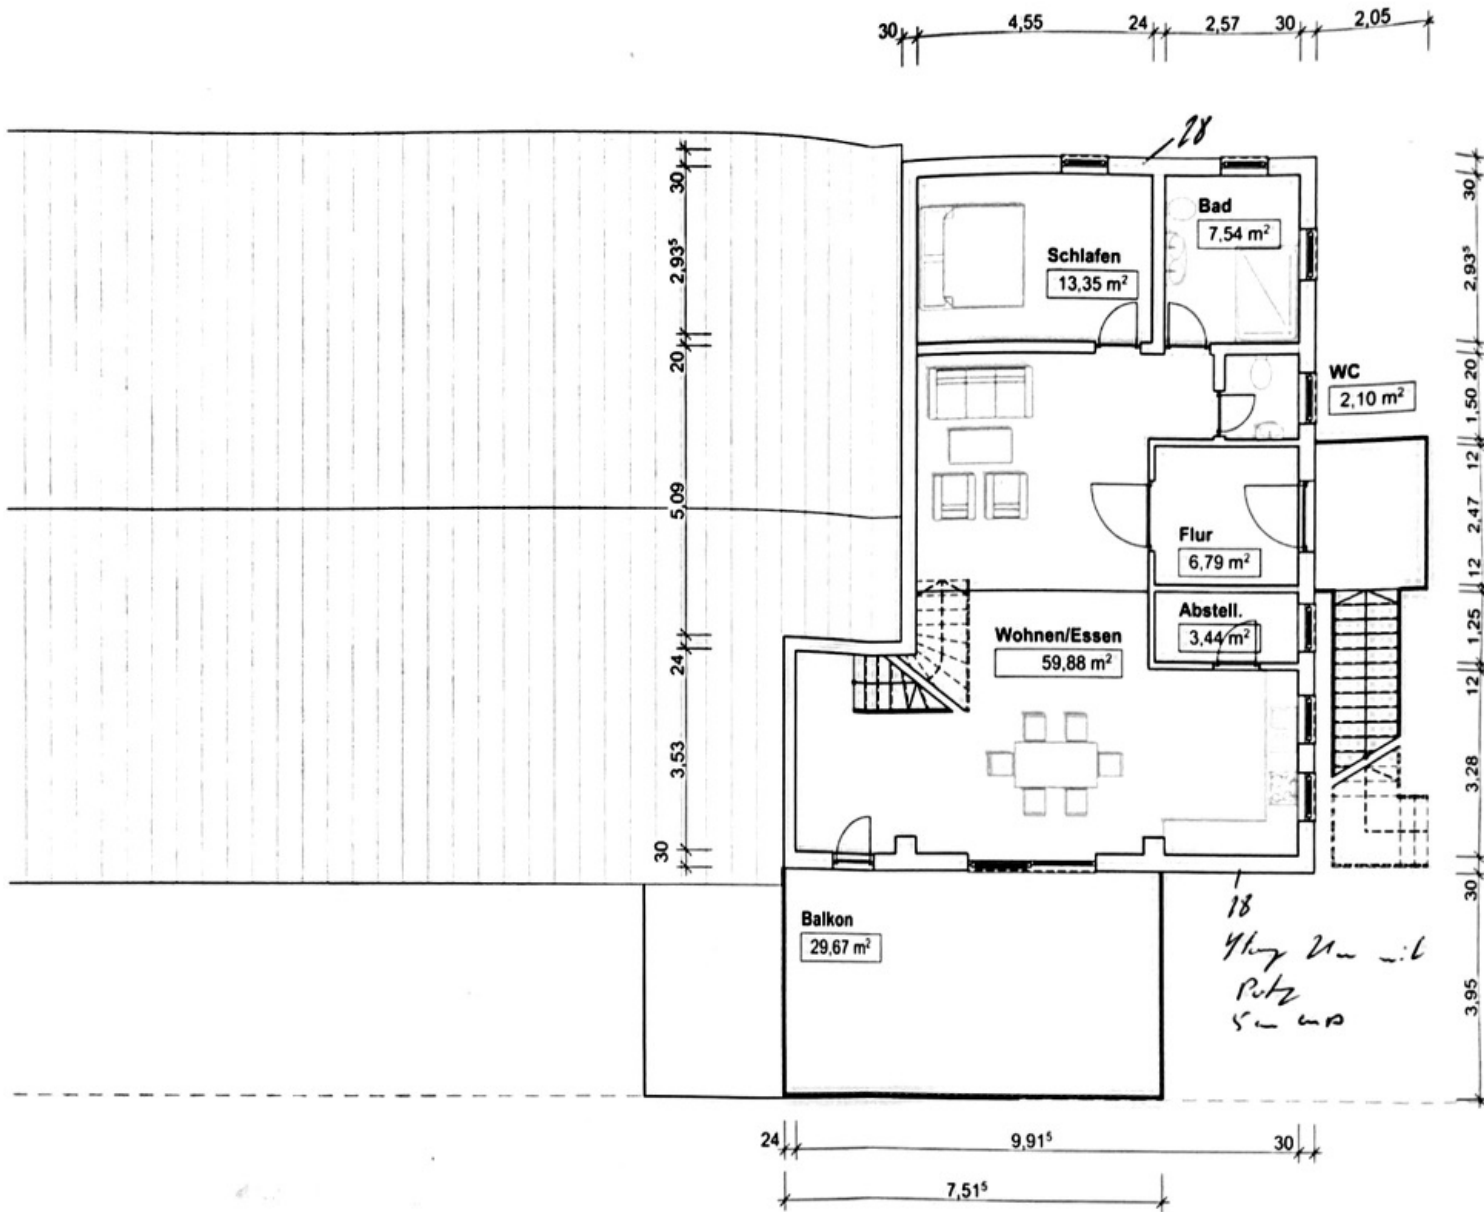 30 4,55 24 2,57 30 2,05
28
30
2,93⁵
20
5,09
24
3,53
30
Schlafen
13,35 m²
Bad
7,54 m²
WC
2,10 m²
Flur
6,79 m²
Abstell.
3,44 m²
Wohnen/Essen
59,88 m²
Balkon
29,67 m²
30
2,93⁵
20
1,50
12
2,47
12
1,25
12
3,28
30
3,95
18
Putz
24 9,91⁵ 30
7,51⁵